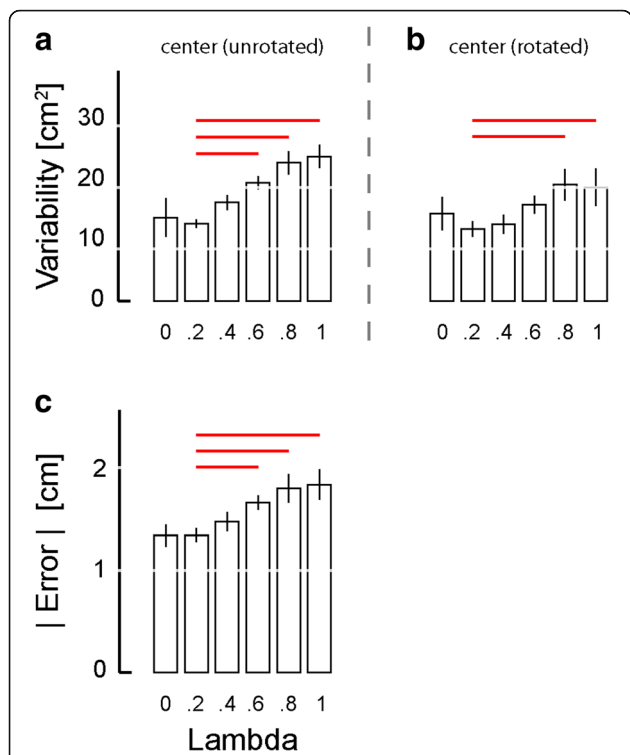 a
center (unrotated)
b
center (rotated)
Variability [cm²]
30
20
10
0
0 .2 .4 .6 .8 1
0 .2 .4 .6 .8 1
c
| Error | [cm]
2
1
0
0 .2 .4 .6 .8 1
Lambda